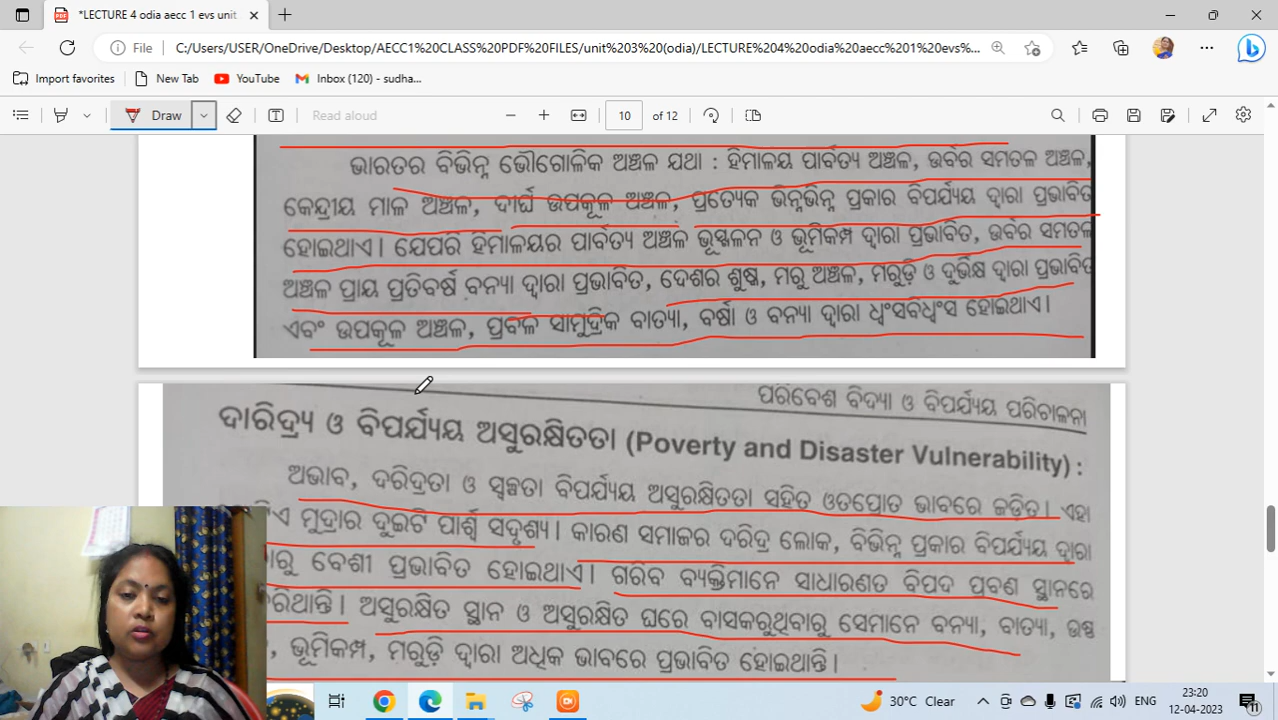 *LECTURE 4 odia aecc 1 evs unit
File C:/Users/USER/OneDrive/Desktop/AECC1%20CLASS%20PDF%20FILES/unit%203%20(odia)/LECTURE%204%20odia%20aecc%201%20evs%...
Import favorites New Tab YouTube Inbox (120) - sudha...
Draw Read aloud 10 of 12
ଭାରତର ବିଭିନ୍ନ ଭୌଗୋଳିକ ଅଞ୍ଚଳ ଯଥା : ହିମାଳୟ ପାର୍ବତ୍ୟ ଅଞ୍ଚଳ, ଉର୍ବର ସମତଳ ଅଞ୍ଚଳ,
କେନ୍ଦ୍ରୀୟ ମାଳ ଅଞ୍ଚଳ, ଦୀର୍ଘ ଉପକୂଳ ଅଞ୍ଚଳ, ପ୍ରତ୍ୟେକ ଭିନ୍ନଭିନ୍ନ ପ୍ରକାର ବିପର୍ଯ୍ୟୟ ଦ୍ୱାରା ପ୍ରଭାବିତ
ହୋଇଥାଏ। ଯେପରି ହିମାଳୟର ପାର୍ବତ୍ୟ ଅଞ୍ଚଳ ଭୂସ୍ଖଳନ ଓ ଭୂମିକମ୍ପ ଦ୍ୱାରା ପ୍ରଭାବିତ, ଉର୍ବର ସମତଳ
ଅଞ୍ଚଳ ପ୍ରାୟ ପ୍ରତିବର୍ଷ ବନ୍ୟା ଦ୍ୱାରା ପ୍ରଭାବିତ, ଦେଶର ଶୁଷ୍କ, ମରୁ ଅଞ୍ଚଳ, ମରୁଡ଼ି ଓ ଦୁର୍ଭିକ୍ଷ ଦ୍ୱାରା ପ୍ରଭାବିତ
ଏବଂ ଉପକୂଳ ଅଞ୍ଚଳ, ପ୍ରବଳ ସାମୁଦ୍ରିକ ବାତ୍ୟା, ବର୍ଷା ଓ ବନ୍ୟା ଦ୍ୱାରା ଧ୍ୱଂସବିଧ୍ୱଂସ ହୋଇଥାଏ।
ପରିବେଶ ବିଦ୍ୟା ଓ ବିପର୍ଯ୍ୟୟ ପରିଚାଳନା
ଦାରିଦ୍ର୍ୟ ଓ ବିପର୍ଯ୍ୟୟ ଅସୁରକ୍ଷିତତା (Poverty and Disaster Vulnerability) :
ଅଭାବ, ଦରିଦ୍ରତା ଓ ସ୍ୱଳ୍ପତା ବିପର୍ଯ୍ୟୟ ଅସୁରକ୍ଷିତତା ସହିତ ଓତପ୍ରୋତ ଭାବରେ ଜଡ଼ିତ। ଏହା
ମୁଦ୍ରାର ଦୁଇଟି ପାର୍ଶ୍ୱ ସଦୃଶ୍ୟ। କାରଣ ସମାଜର ଦରିଦ୍ର ଲୋକ, ବିଭିନ୍ନ ପ୍ରକାର ବିପର୍ଯ୍ୟୟ ଦ୍ୱାରା
ବେଶୀ ପ୍ରଭାବିତ ହୋଇଥାଏ। ଗରିବ ବ୍ୟକ୍ତିମାନେ ସାଧାରଣତ ବିପଦ ପ୍ରବଣ ସ୍ଥାନରେ
ଅସୁରକ୍ଷିତ ସ୍ଥାନ ଓ ଅସୁରକ୍ଷିତ ଘରେ ବାସକରୁଥିବାରୁ ସେମାନେ ବନ୍ୟା, ବାତ୍ୟା, ଉଷ୍ଣ
ଭୂମିକମ୍ପ, ମରୁଡ଼ି ଦ୍ୱାରା ଅଧିକ ଭାବରେ ପ୍ରଭାବିତ ହୋଇଥାନ୍ତି।
30°C Clear ENG 23:20
12-04-2023